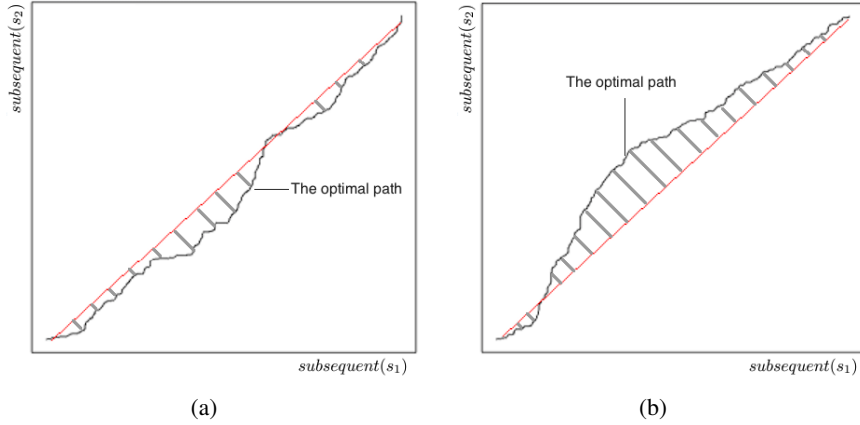 subsequent(s₂)
The optimal path
subsequent(s₁)
(a)
subsequent(s₂)
The optimal path
subsequent(s₁)
(b)